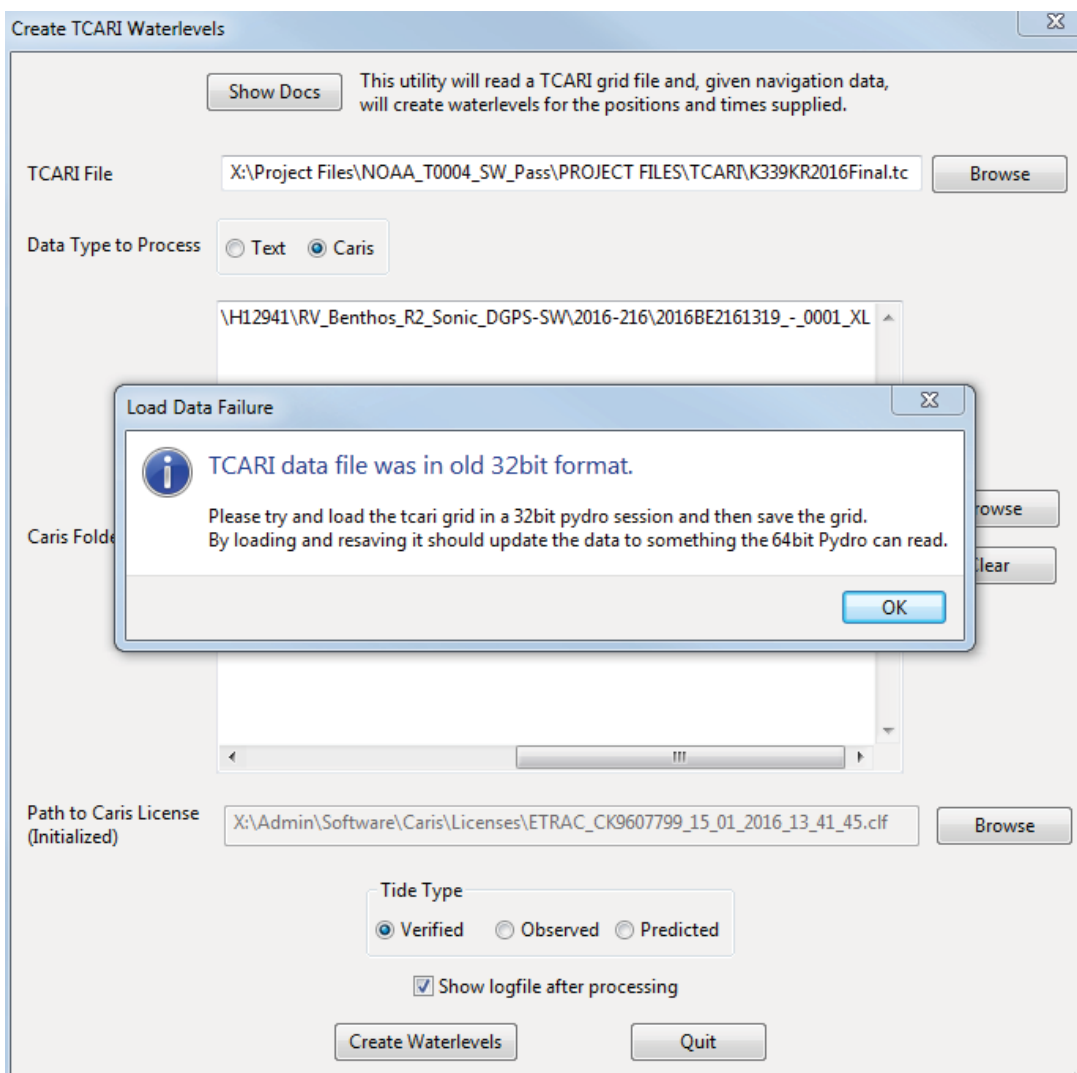 Create TCARI Waterlevels
Show Docs
This utility will read a TCARI grid file and, given navigation data,
will create waterlevels for the positions and times supplied.
TCARI File
X:\Project Files\NOAA_T0004_SW_Pass\PROJECT FILES\TCARI\K339KR2016Final.tc
Browse
Data Type to Process
Text
Caris
\H12941\RV_Benthos_R2_Sonic_DGPS-SW\2016-216\2016BE2161319_-_0001_XL
Load Data Failure
TCARI data file was in old 32bit format.
Please try and load the tcari grid in a 32bit pydro session and then save the grid.
By loading and resaving it should update the data to something the 64bit Pydro can read.
OK
Caris Folde
rowse
lear
Path to Caris License
(Initialized)
X:\Admin\Software\Caris\Licenses\ETRAC_CK9607799_15_01_2016_13_41_45.clf
Browse
Tide Type
Verified
Observed
Predicted
Show logfile after processing
Create Waterlevels
Quit